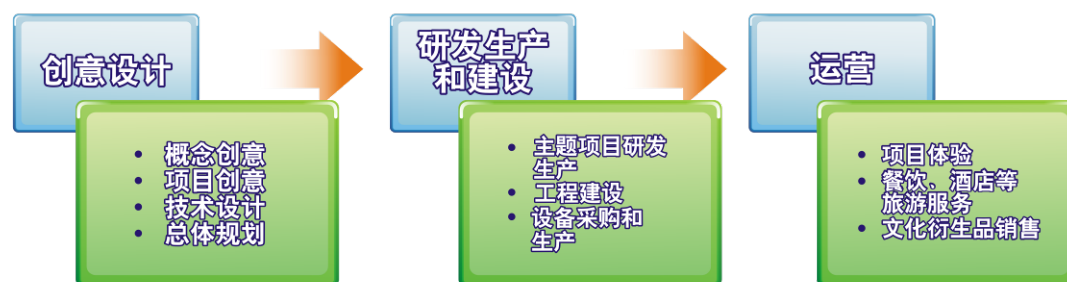 创意设计
• 概念创意
• 项目创意
• 技术设计
• 总体规划
研发生产
和建设
• 主题项目研发
生产
• 工程建设
• 设备采购和
生产
运营
• 项目体验
• 餐饮、酒店等
旅游服务
• 文化衍生品销售